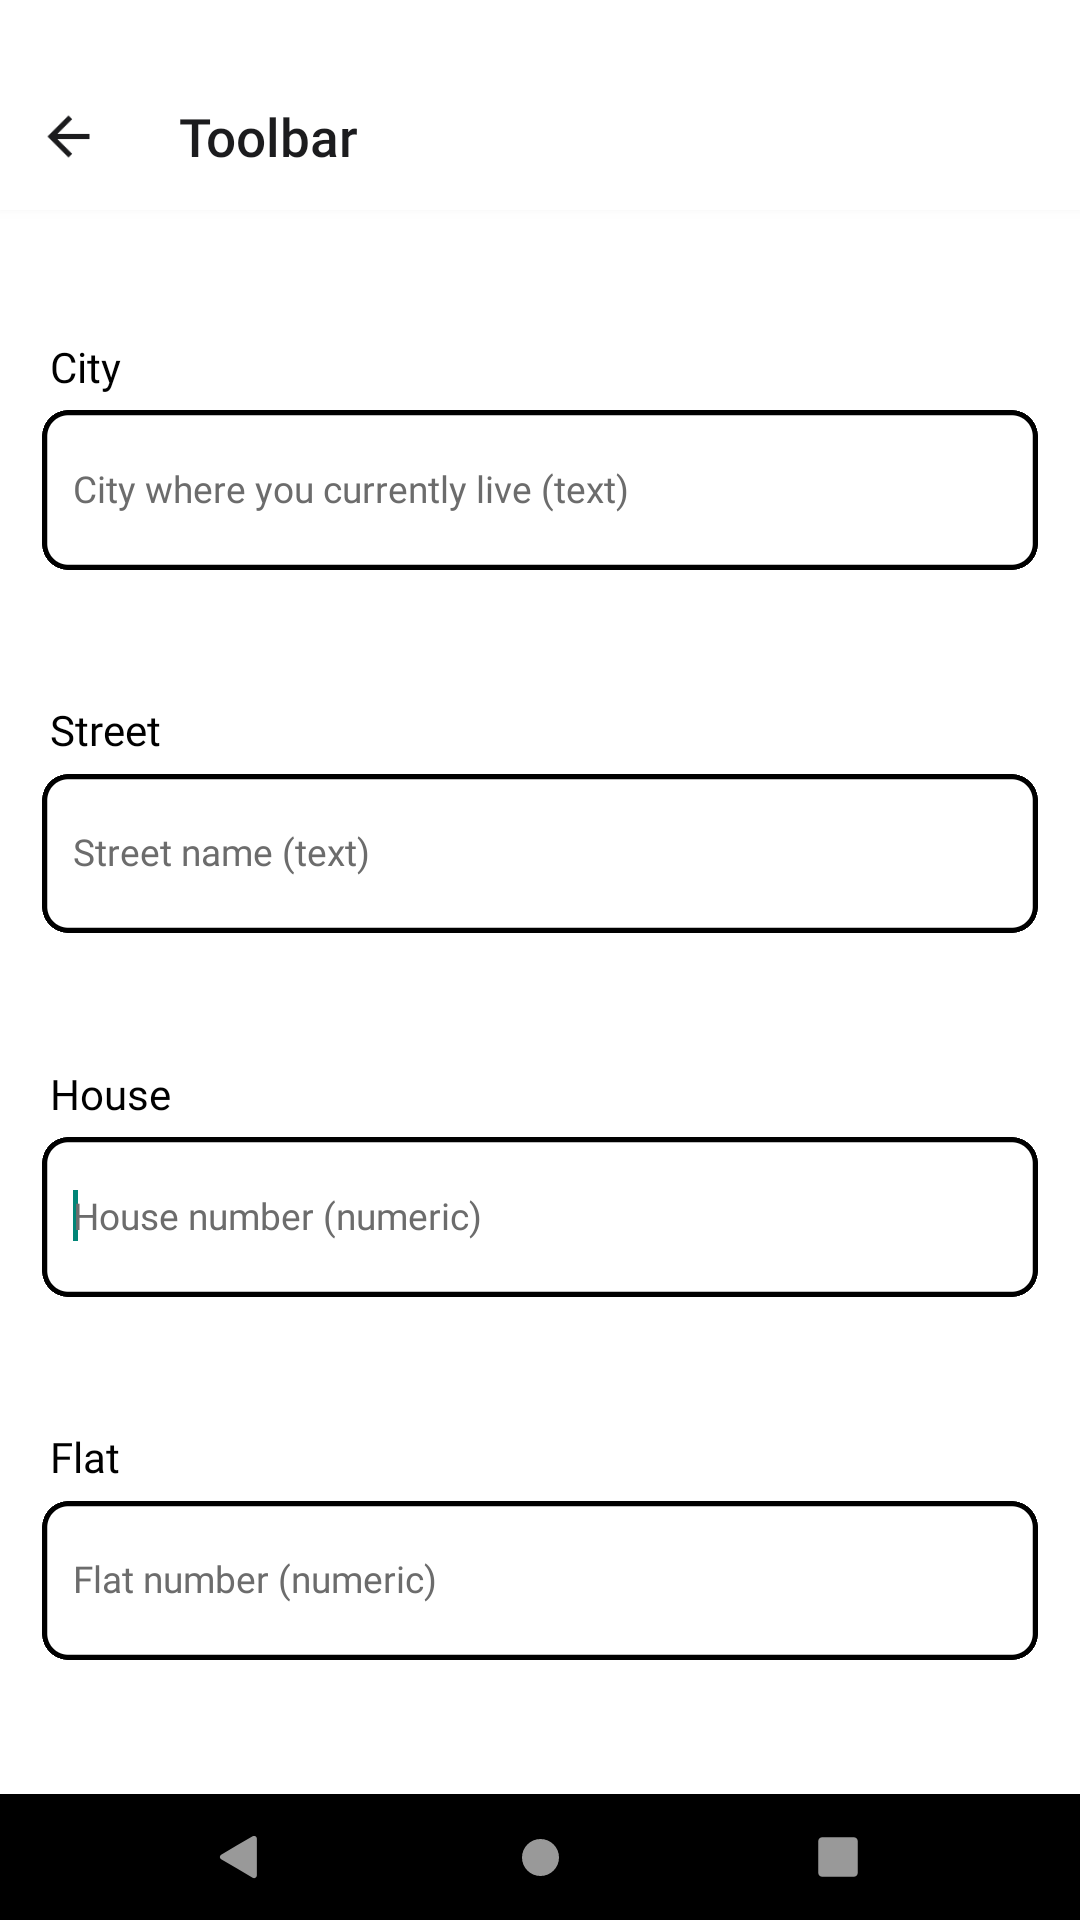 Toolbar
City
City where you currently live (text)
Street
Street name (text)
House
House number (numeric)
Flat
Flat number (numeric)